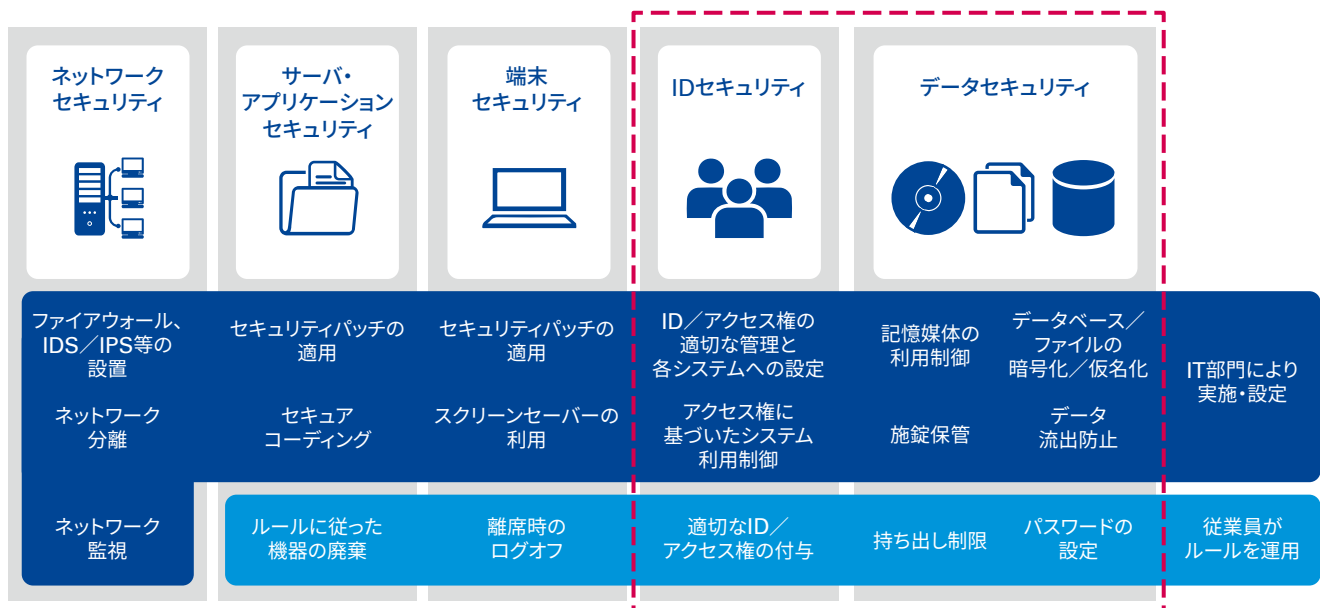 ネットワーク
セキュリティ
サーバ・
アプリケーション
セキュリティ
端末
セキュリティ
IDセキュリティ
データセキュリティ
ファイアウォール、
IDS／IPS等の
設置
セキュリティパッチの
適用
セキュリティパッチの
適用
ID／アクセス権の
適切な管理と
各システムへの設定
記憶媒体の
利用制御
データベース／
ファイルの
暗号化／仮名化
IT部門により
実施・設定
ネットワーク
分離
セキュア
コーディング
スクリーンセーバーの
利用
アクセス権に
基づいたシステム
利用制御
施錠保管
データ
流出防止
ネットワーク
監視
ルールに従った
機器の廃棄
離席時の
ログオフ
適切なID／
アクセス権の付与
持ち出し制限
パスワードの
設定
従業員が
ルールを運用